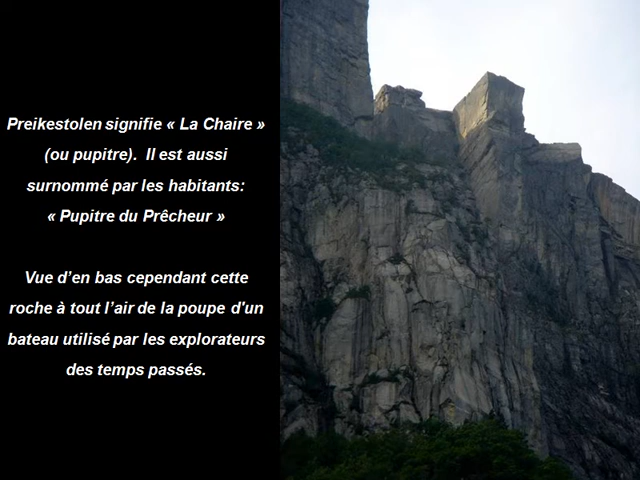 Preikestolen signifie « La Chaire »
(ou pupitre). Il est aussi
surnommé par les habitants:
« Pupitre du Prêcheur »
Vue d’en bas cependant cette
roche à tout l’air de la poupe d'un
bateau utilisé par les explorateurs
des temps passés.